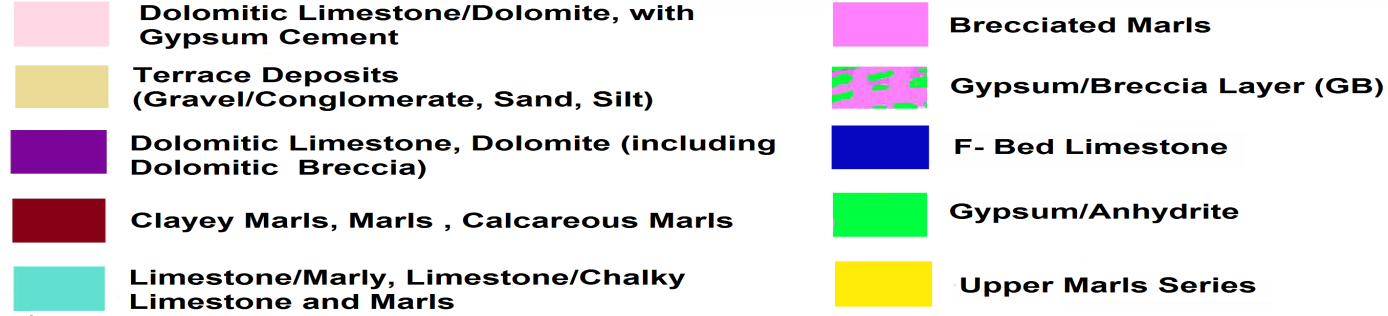 Dolomitic Limestone/Dolomite, with
Gypsum Cement
Terrace Deposits
(Gravel/Conglomerate, Sand, Silt)
Dolomitic Limestone, Dolomite (including
Dolomitic Breccia)
Clayey Marls, Marls , Calcareous Marls
Limestone/Marly, Limestone/Chalky
Limestone and Marls
Brecciated Marls
Gypsum/Breccia Layer (GB)
F- Bed Limestone
Gypsum/Anhydrite
Upper Marls Series